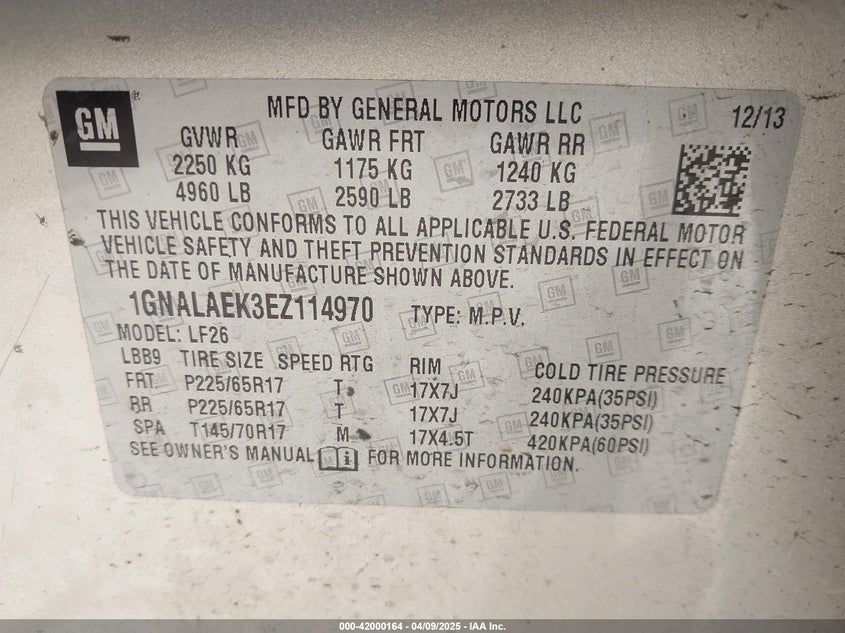 GM
MFD BY GENERAL MOTORS LLC 12/13
GVWR GAWR FRT GAWR RR
2250 KG 1175 KG 1240 KG
4960 LB 2590 LB 2733 LB
THIS VEHICLE CONFORMS TO ALL APPLICABLE U.S. FEDERAL MOTOR
VEHICLE SAFETY AND THEFT PREVENTION STANDARDS IN EFFECT ON
THE DATE OF MANUFACTURE SHOWN ABOVE.
1GNALAEK3EZ114970 TYPE: M.P.V.
MODEL: LF26
LBB9 TIRE SIZE SPEED RTG RIM COLD TIRE PRESSURE
FRT P225/65R17 T 17X7J 240KPA(35PSI)
RR P225/65R17 T 17X7J 240KPA(35PSI)
SPA T145/70R17 M 17X4.5T 420KPA(60PSI)
SEE OWNER'S MANUAL FOR MORE INFORMATION.
000-42000164 - 04/09/2025 - IAA Inc.